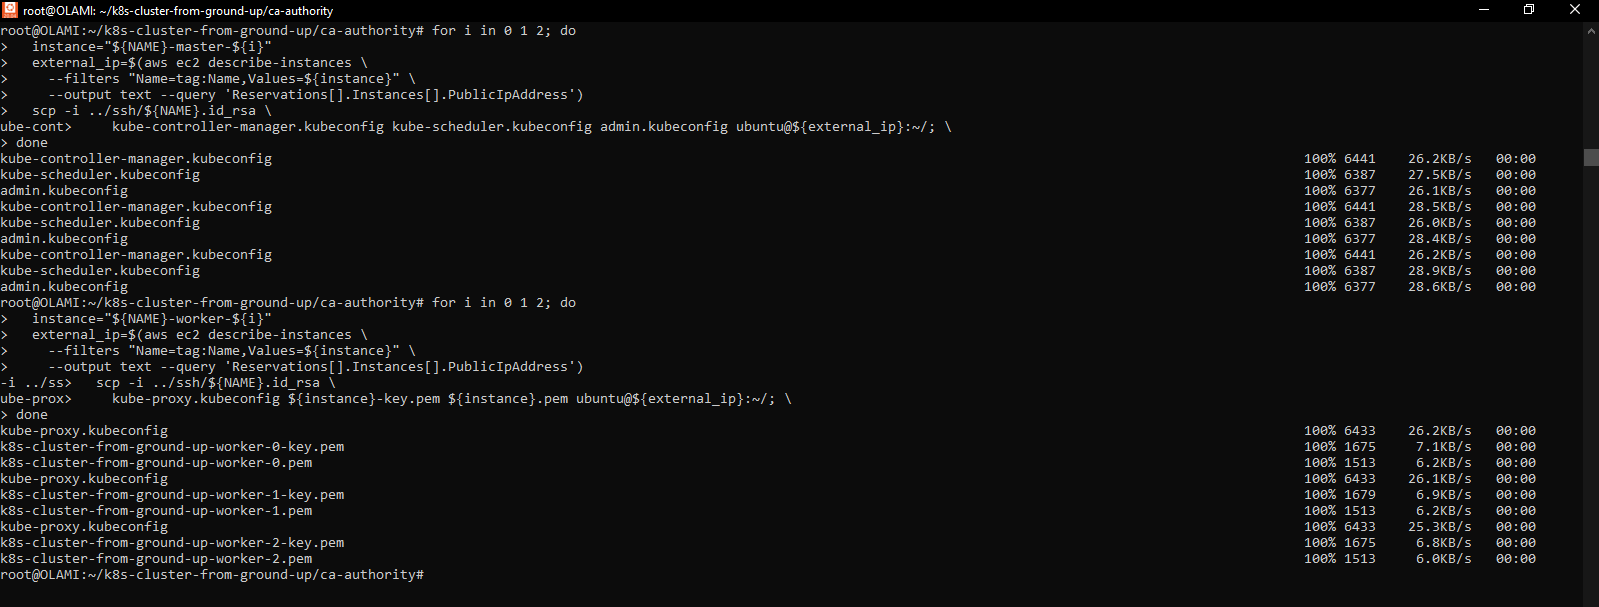 root@OLAMI: ~/k8s-cluster-from-ground-up/ca-authority
root@OLAMI:~/k8s-cluster-from-ground-up/ca-authority# for i in 0 1 2; do
>   instance="${NAME}-master-${i}"
>   external_ip=$(aws ec2 describe-instances \
>     --filters "Name=tag:Name,Values=${instance}" \
>     --output text --query 'Reservations[].Instances[].PublicIpAddress')
>   scp -i ../ssh/${NAME}.id_rsa \
ube-cont>     kube-controller-manager.kubeconfig kube-scheduler.kubeconfig admin.kubeconfig ubuntu@${external_ip}:~/; \
> done
kube-controller-manager.kubeconfig 100% 6441 26.2KB/s 00:00
kube-scheduler.kubeconfig 100% 6387 27.5KB/s 00:00
admin.kubeconfig 100% 6377 26.1KB/s 00:00
kube-controller-manager.kubeconfig 100% 6441 28.5KB/s 00:00
kube-scheduler.kubeconfig 100% 6387 26.0KB/s 00:00
admin.kubeconfig 100% 6377 28.4KB/s 00:00
kube-controller-manager.kubeconfig 100% 6441 26.2KB/s 00:00
kube-scheduler.kubeconfig 100% 6387 28.9KB/s 00:00
admin.kubeconfig 100% 6377 28.6KB/s 00:00
root@OLAMI:~/k8s-cluster-from-ground-up/ca-authority# for i in 0 1 2; do
>   instance="${NAME}-worker-${i}"
>   external_ip=$(aws ec2 describe-instances \
>     --filters "Name=tag:Name,Values=${instance}" \
>     --output text --query 'Reservations[].Instances[].PublicIpAddress')
-i ../ss>   scp -i ../ssh/${NAME}.id_rsa \
ube-prox>     kube-proxy.kubeconfig ${instance}-key.pem ${instance}.pem ubuntu@${external_ip}:~/; \
> done
kube-proxy.kubeconfig 100% 6433 26.2KB/s 00:00
k8s-cluster-from-ground-up-worker-0-key.pem 100% 1675 7.1KB/s 00:00
k8s-cluster-from-ground-up-worker-0.pem 100% 1513 6.2KB/s 00:00
kube-proxy.kubeconfig 100% 6433 26.1KB/s 00:00
k8s-cluster-from-ground-up-worker-1-key.pem 100% 1679 6.9KB/s 00:00
k8s-cluster-from-ground-up-worker-1.pem 100% 1513 6.2KB/s 00:00
kube-proxy.kubeconfig 100% 6433 25.3KB/s 00:00
k8s-cluster-from-ground-up-worker-2-key.pem 100% 1675 6.8KB/s 00:00
k8s-cluster-from-ground-up-worker-2.pem 100% 1513 6.0KB/s 00:00
root@OLAMI:~/k8s-cluster-from-ground-up/ca-authority#